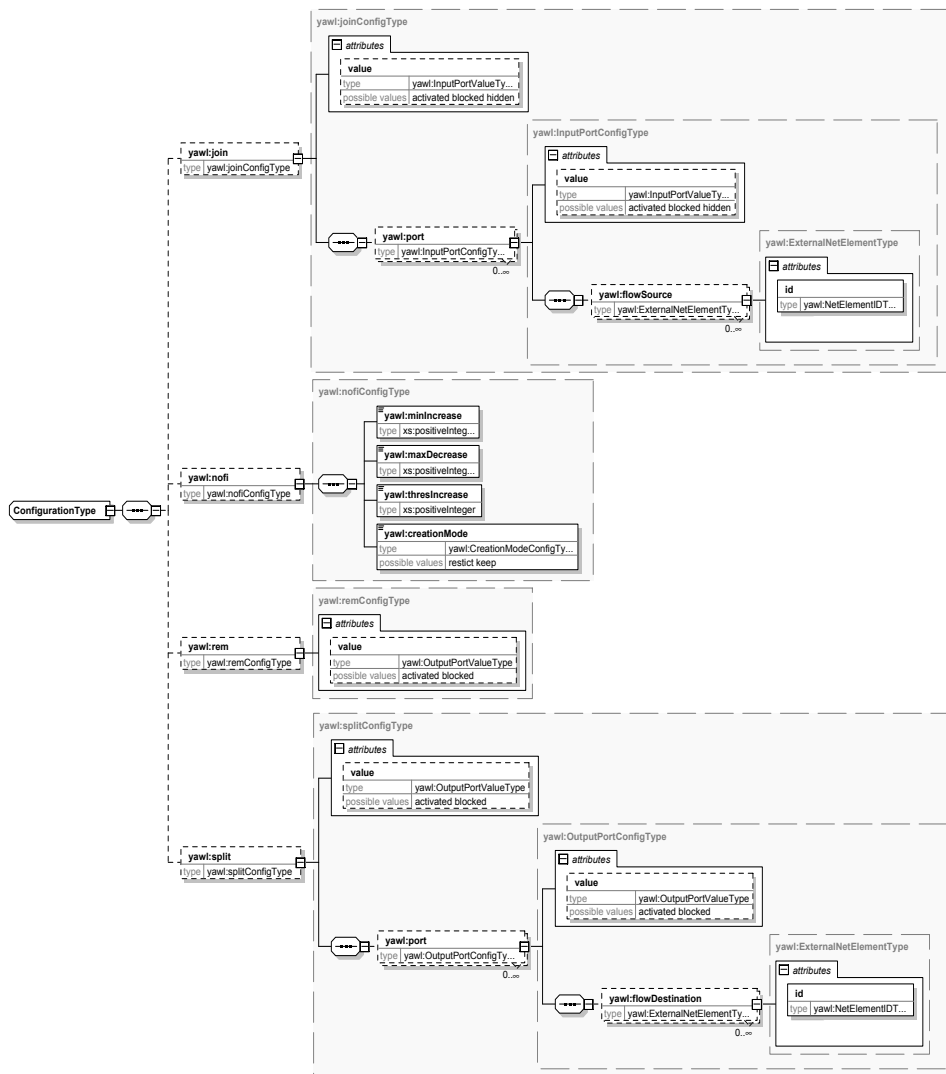 yawl:joinConfigType
attributes
value
type yawl:InputPortValueTy...
possible values activated blocked hidden
yawl:join
type yawl:joinConfigType
yawl:InputPortConfigType
attributes
value
type yawl:InputPortValueTy...
possible values activated blocked hidden
yawl:port
type yawl:InputPortConfigTy...
0..∞
yawl:ExternalNetElementType
attributes
id
type yawl:NetElementIDT...
yawl:flowSource
type yawl:ExternalNetElementTy...
0..∞
yawl:nofiConfigType
yawl:minIncrease
type xs:positiveInteg...
yawl:maxDecrease
type xs:positiveInteg...
yawl:nofi
type yawl:nofiConfigType
yawl:thresIncrease
type xs:positiveInteger
ConfigurationType
yawl:creationMode
type yawl:CreationModeConfigTy...
possible values restict keep
yawl:remConfigType
attributes
value
type yawl:OutputPortValueType
possible values activated blocked
yawl:rem
type yawl:remConfigType
yawl:splitConfigType
attributes
value
type yawl:OutputPortValueType
possible values activated blocked
yawl:split
type yawl:splitConfigType
yawl:OutputPortConfigType
attributes
value
type yawl:OutputPortValueType
possible values activated blocked
yawl:port
type yawl:OutputPortConfigTy...
0..∞
yawl:ExternalNetElementType
attributes
id
type yawl:NetElementIDT...
yawl:flowDestination
type yawl:ExternalNetElementTy...
0..∞